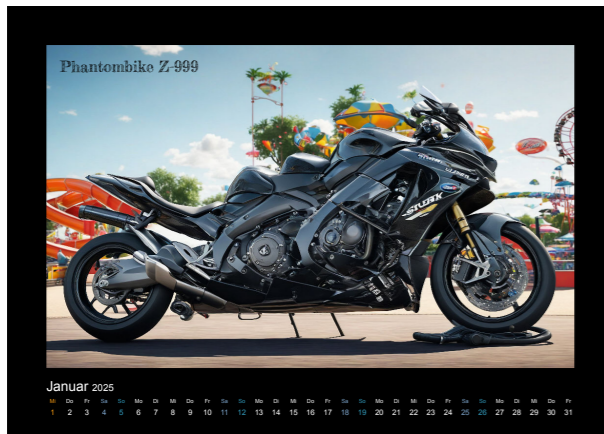 Phantombike Z-999
STURX
Januar 2025
Mi Do Fr Sa So Mo Di Mi Do Fr Sa So Mo Di Mi Do Fr Sa So Mo Di Mi Do Fr Sa So Mo Di Mi Do Fr
1 2 3 4 5 6 7 8 9 10 11 12 13 14 15 16 17 18 19 20 21 22 23 24 25 26 27 28 29 30 31